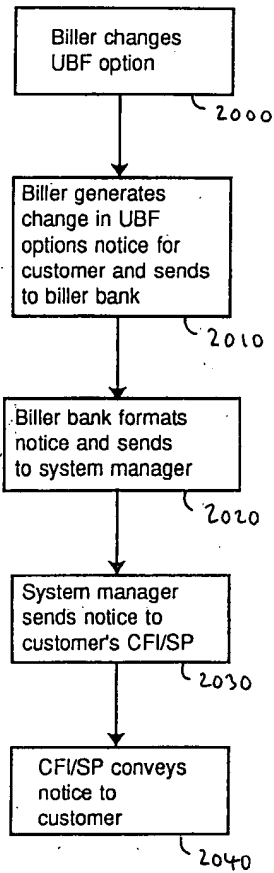 Biller changes
UBF option
2000
Biller generates
change in UBF
options notice for
customer and sends
to biller bank
2010
Biller bank formats
notice and sends
to system manager
2020
System manager
sends notice to
customer's CFI/SP
2030
CFI/SP conveys
notice to
customer
2040